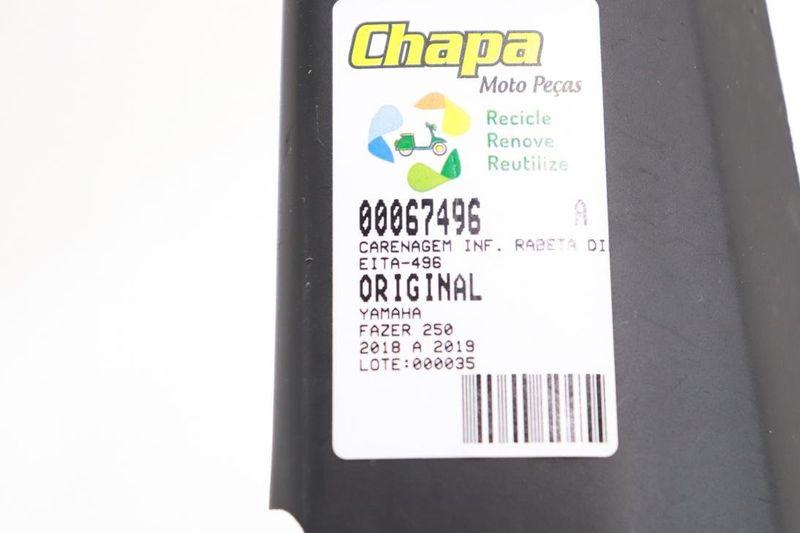 Chapa
Moto Peças
Recicle
Renove
Reutilize
00067496 A
CARENAGEM INF. RABETA DI
EITA-496
ORIGINAL
YAMAHA
FAZER 250
2018 A 2019
LOTE:000035